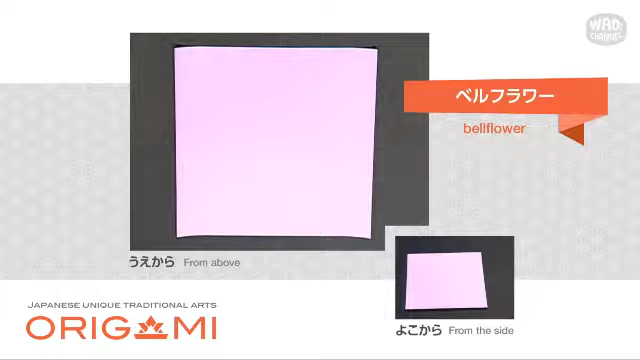 WAO!
CHANNEL
ベルフラワー
bellflower
うえから From above
よこから From the side
JAPANESE UNIQUE TRADITIONAL ARTS
ORIGAMI